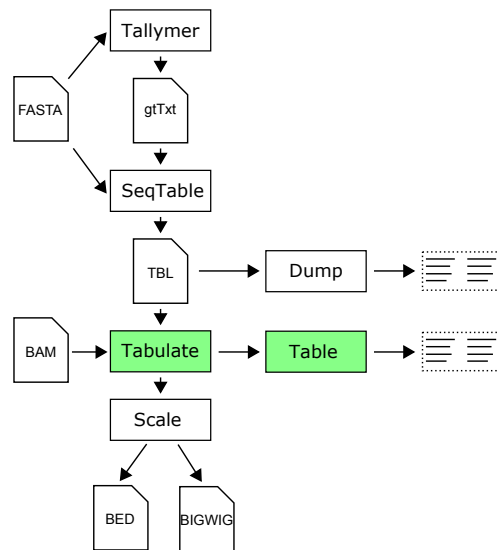 Tallymer
FASTA
gtTxt
SeqTable
TBL
Dump
BAM
Tabulate
Table
Scale
BED
BIGWIG